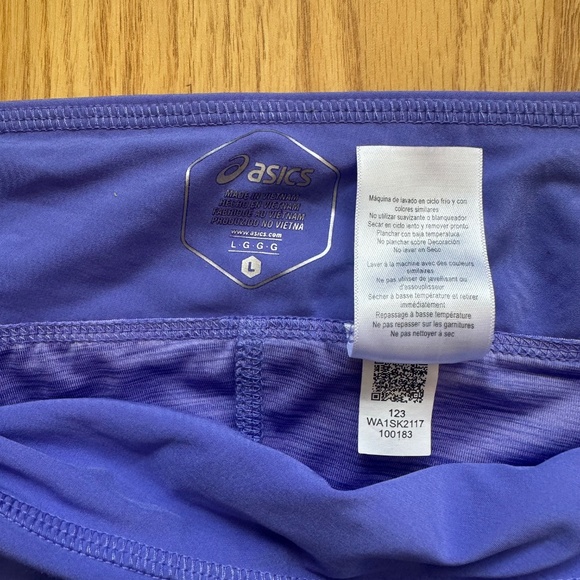 asics
MADE IN VIETNAM
HECHO EN VIETNAM
FABRIQUÉ AU VIETNAM
PRODUZIDO NO VIETNA
www.asics.com
L·G·G·G
L
Máquina de lavado en ciclo frío y con
colores similares
No utilizar suavizante o blanqueador
Secar en ciclo lento y remover pronto
Planchar con baja temperatura
No planchar sobre Decoración
No lavar en Seco
Laver à la machine avec des couleurs
similaires
Ne pas utiliser de javellisant ou
d'assouplisseur
Sécher à basse température et retirer
immédiatement
Repassage à basse température
Ne pas repasser sur les garnitures
Ne pas nettoyer à sec
123
WA1SK2117
100183